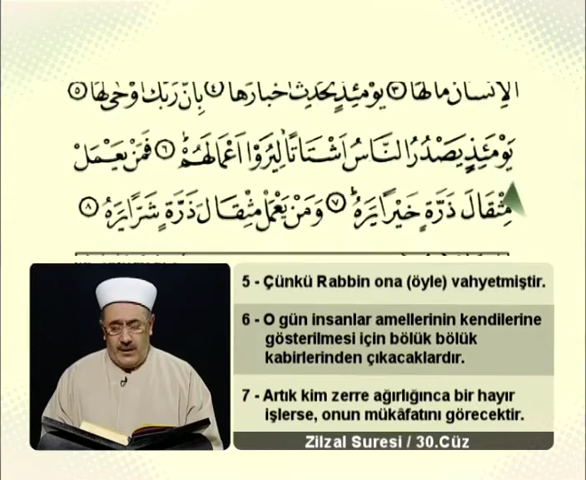 الْاِنْسَانُ مَا لَهَا ﴿٣﴾ يَوْمَئِذٍ تُحَدِّثُ اَخْبَارَهَا ﴿٤﴾ بِاَنَّ رَبَّكَ اَوْحٰى لَهَا ﴿٥﴾
يَوْمَئِذٍ يَصْدُرُ النَّاسُ اَشْتَاتًا لِيُرَوْا اَعْمَالَهُمْ ﴿٦﴾ فَمَنْ يَعْمَلْ
مِثْقَالَ ذَرَّةٍ خَيْرًا يَرَهُ ﴿٧﴾ وَمَنْ يَعْمَلْ مِثْقَالَ ذَرَّةٍ شَرًّا يَرَهُ ﴿٨﴾
5 - Çünkü Rabbin ona (öyle) vahyetmiştir.
6 - O gün insanlar amellerinin kendilerine
gösterilmesi için bölük bölük
kabirlerinden çıkacaklardır.
7 - Artık kim zerre ağırlığınca bir hayır
işlerse, onun mükâfatını görecektir.
Zilzal Suresi / 30.Cüz